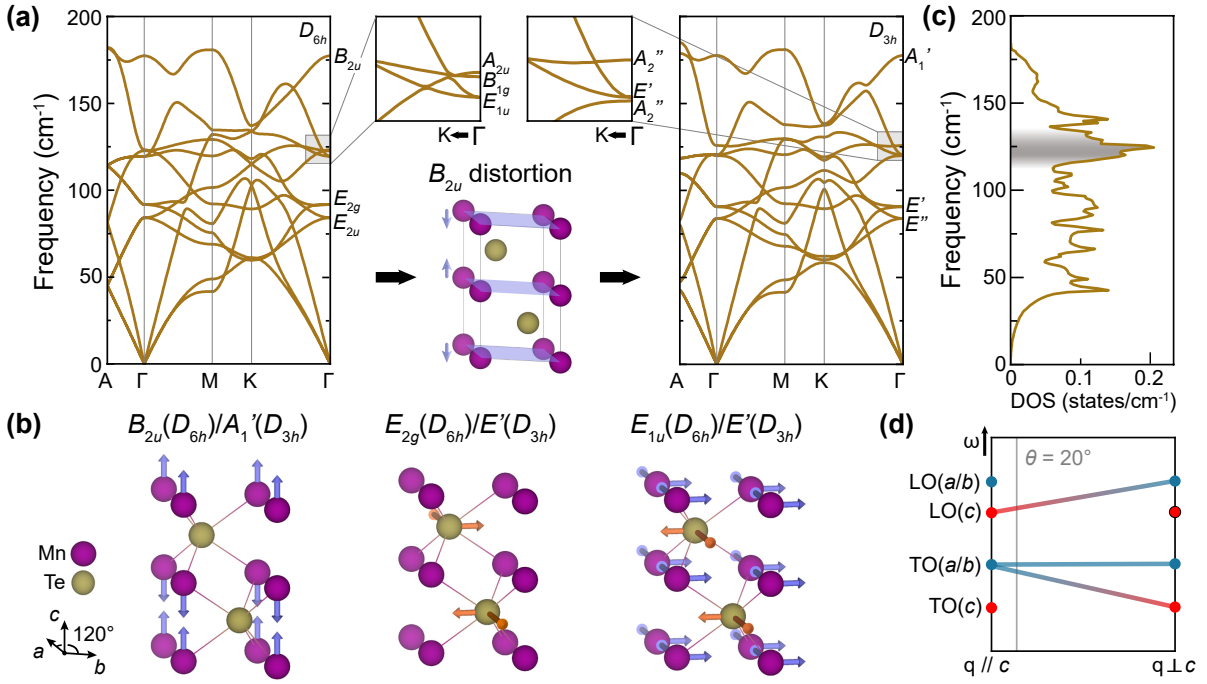 (a)
200
150
100
50
0
Frequency (cm⁻¹)
D₆ₕ
B₂ᵤ
E₂g
E₂ᵤ
A Γ M K Γ
A₂ᵤ
B₁g
E₁ᵤ
K Γ
A₂″
E′
A₂″
K Γ
B₂ᵤ distortion
D₃ₕ
A₁′
E′
E″
A Γ M K Γ
(c)
200
150
100
50
0
Frequency (cm⁻¹)
0 0.1 0.2
DOS (states/cm⁻¹)
(b)
B₂ᵤ(D₆ₕ)/A₁′(D₃ₕ)
E₂g(D₆ₕ)/E′(D₃ₕ)
E₁ᵤ(D₆ₕ)/E′(D₃ₕ)
Mn
Te
c
120°
a
b
(d)
ω
θ = 20°
LO(a/b)
LO(c)
TO(a/b)
TO(c)
q // c
q⊥c